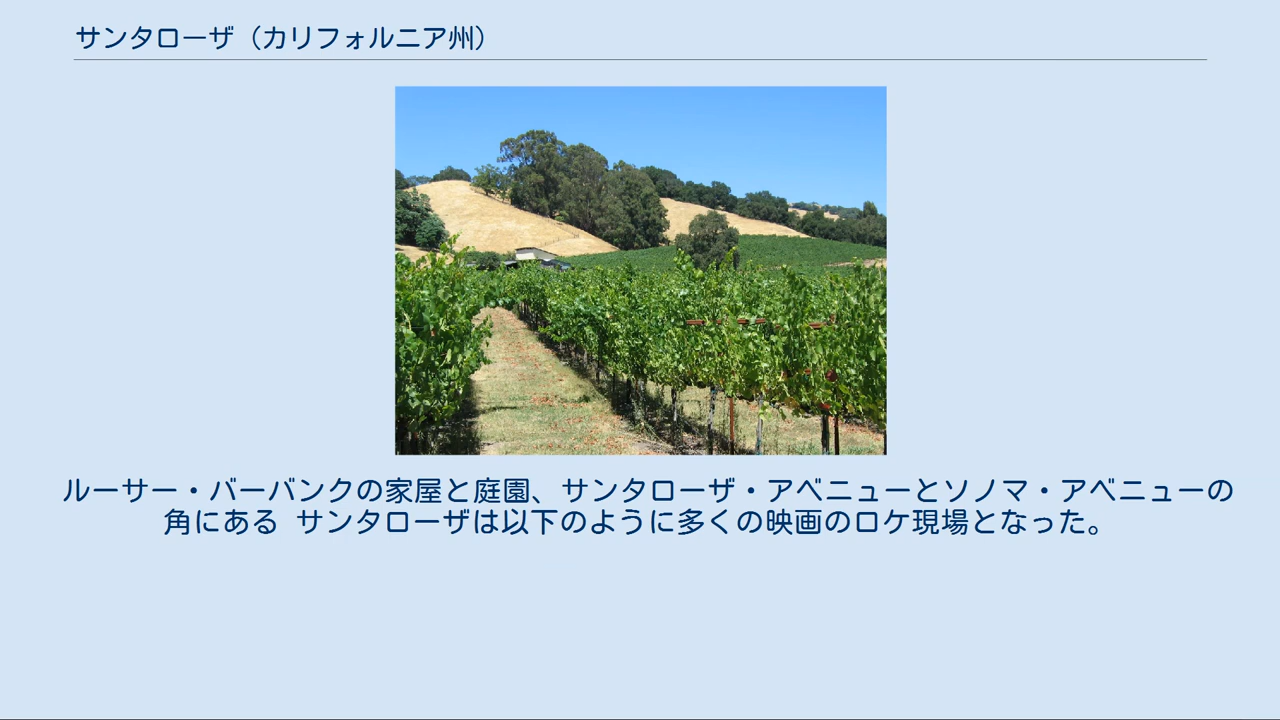 サンタローザ（カリフォルニア州）
ルーサー・バーバンクの家屋と庭園、サンタローザ・アベニューとソノマ・アベニューの
角にある サンタローザは以下のように多くの映画のロケ現場となった。